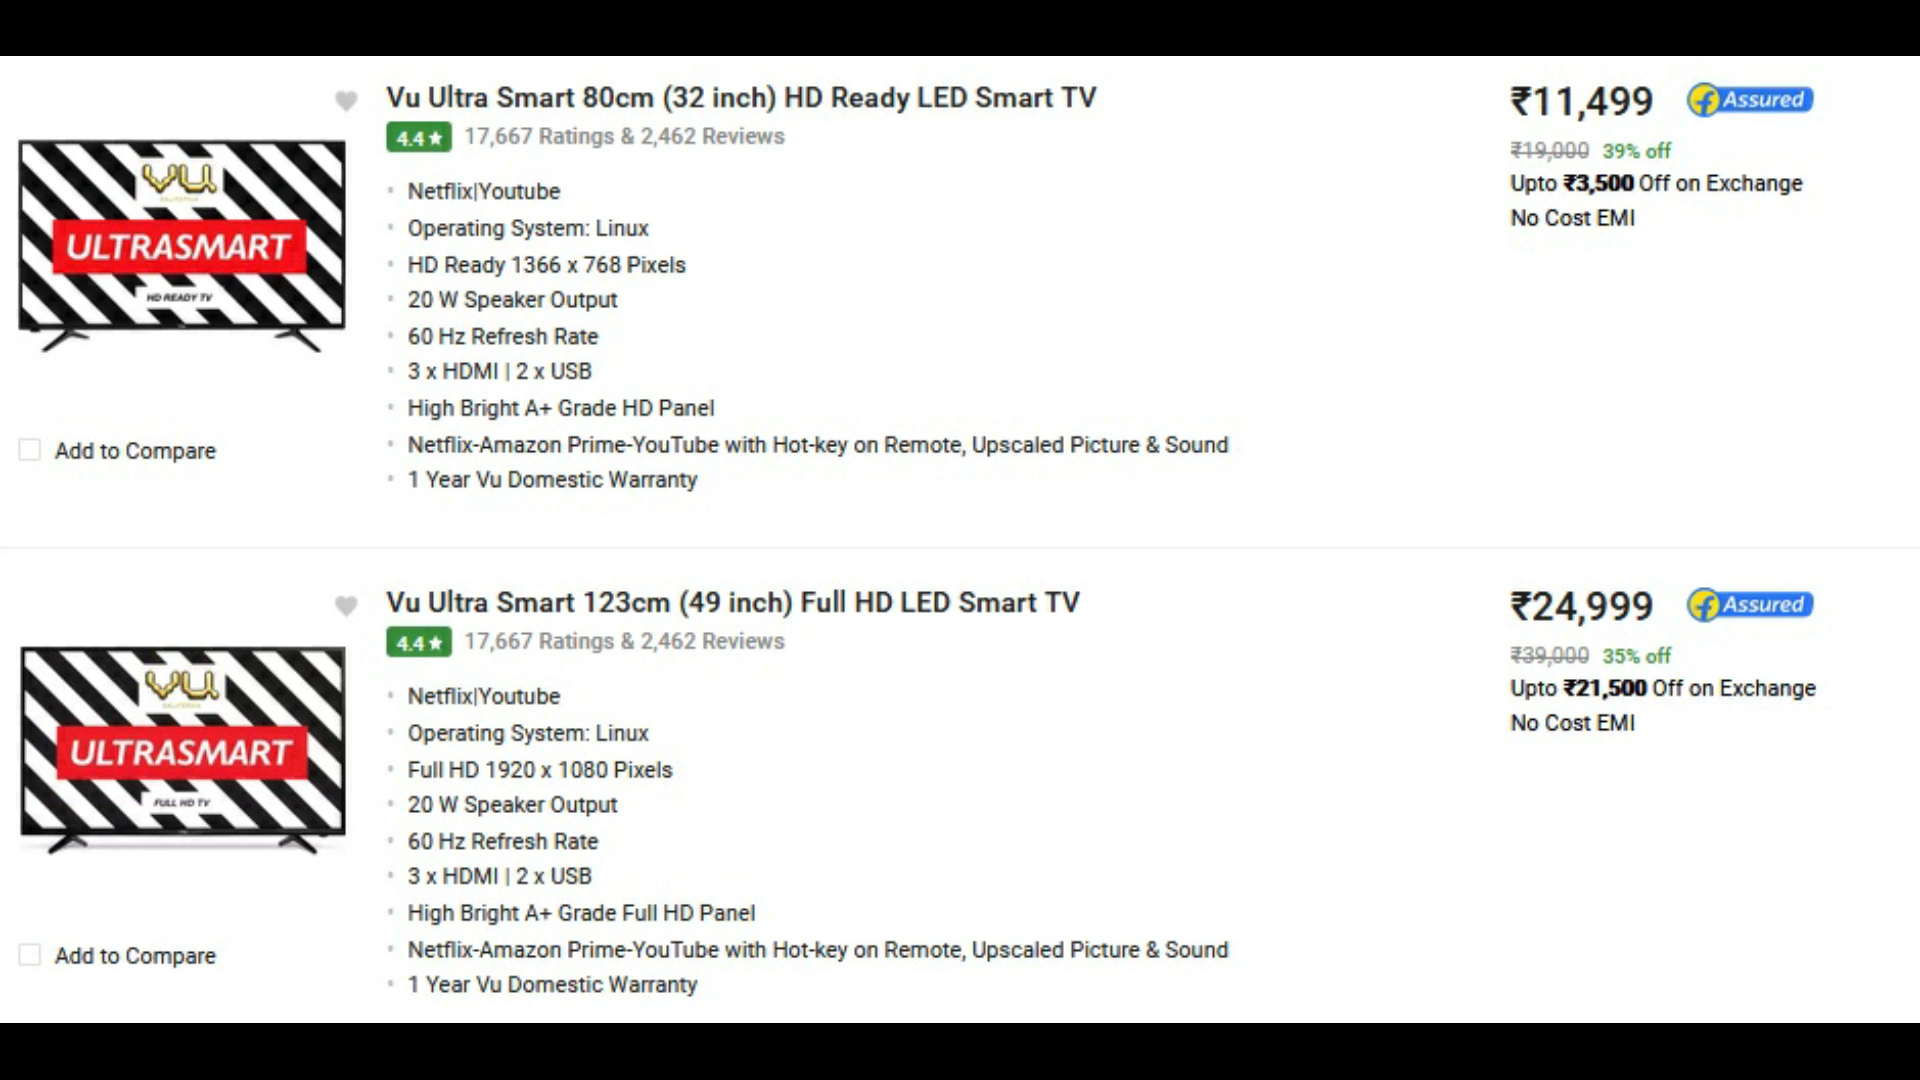 Vu Ultra Smart 80cm (32 inch) HD Ready LED Smart TV
4.4★ 17,667 Ratings & 2,462 Reviews
Netflix|Youtube
Operating System: Linux
HD Ready 1366 x 768 Pixels
20 W Speaker Output
60 Hz Refresh Rate
3 x HDMI | 2 x USB
High Bright A+ Grade HD Panel
Netflix-Amazon Prime-YouTube with Hot-key on Remote, Upscaled Picture & Sound
1 Year Vu Domestic Warranty
VU
ULTRASMART
HD READY TV
Add to Compare
₹11,499 f Assured
₹19,000 39% off
Upto ₹3,500 Off on Exchange
No Cost EMI
Vu Ultra Smart 123cm (49 inch) Full HD LED Smart TV
4.4★ 17,667 Ratings & 2,462 Reviews
Netflix|Youtube
Operating System: Linux
Full HD 1920 x 1080 Pixels
20 W Speaker Output
60 Hz Refresh Rate
3 x HDMI | 2 x USB
High Bright A+ Grade Full HD Panel
Netflix-Amazon Prime-YouTube with Hot-key on Remote, Upscaled Picture & Sound
1 Year Vu Domestic Warranty
VU
ULTRASMART
FULL HD TV
Add to Compare
₹24,999 f Assured
₹39,000 35% off
Upto ₹21,500 Off on Exchange
No Cost EMI